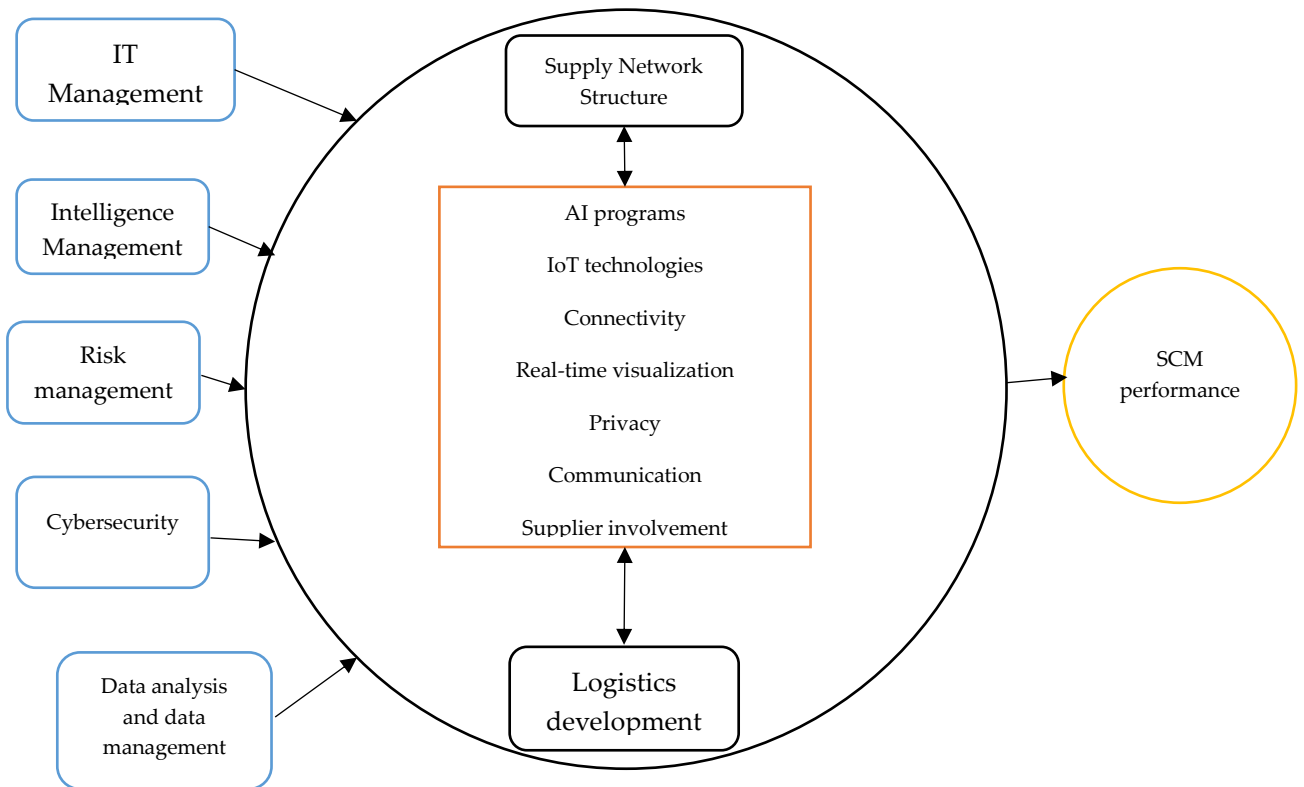 IT
Management
Intelligence
Management
Risk
management
Cybersecurity
Data analysis
and data
management
Supply Network
Structure
AI programs
IoT technologies
Connectivity
Real-time visualization
Privacy
Communication
Supplier involvement
Logistics
development
SCM
performance